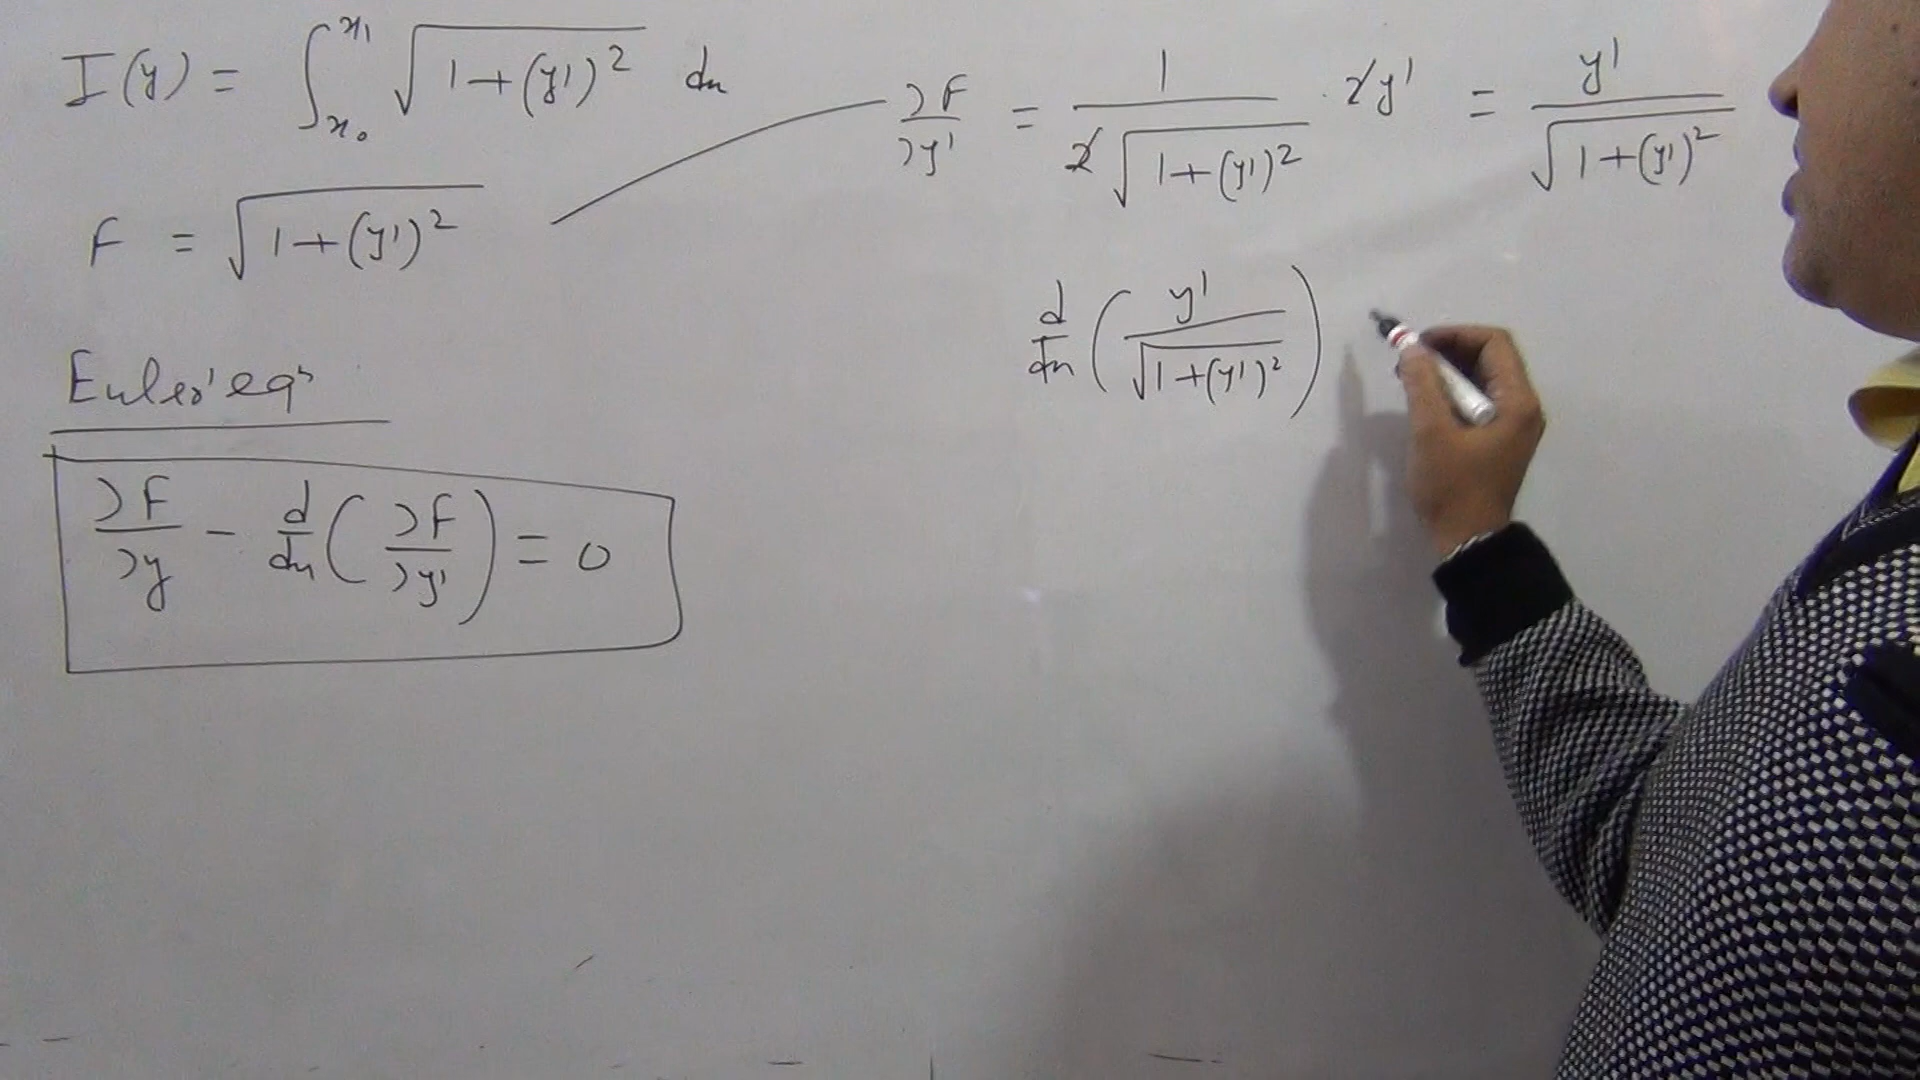 I(y) = ∫_{x₀}^{x₁} √(1+(y')²) dx
F = √(1+(y')²)
Euler' eqⁿ
∂F/∂y - d/dx (∂F/∂y') = 0
∂F/∂y' = 1/(2√(1+(y')²)) · 2y' = y'/√(1+(y')²)
d/dx (y'/√(1+(y')²))